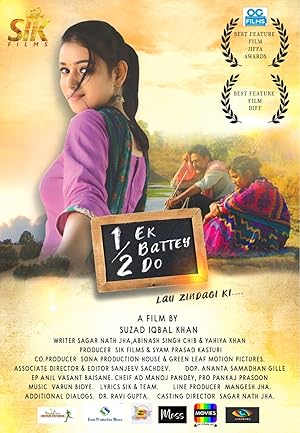 SIK
FILMS
OC
FILMS
BEST FEATURE
FILM
JIFFA
AWARDS
BEST FEATURE
FILM
DIFT
1/2 EK
BATTEY
DO
LAU ZINDAGI KI....
A FILM BY
SUZAD IQBAL KHAN
WRITER SAGAR NATH JHA,ABINASH SINGH CHIB & YAHIYA KHAN
PRODUCER SIK FILMS & SYAM PRASAD KASTURI
CO.PRODUCER SONA PRODUCTION HOUSE & GREEN LEAF MOTION PICTURES.
ASSOCIATE DIRECTOR & EDITOR SANJEEV SACHDEV. DOP. ANANTA SAMADHAN GILLE
EP ANIL VASANT BAISANE. CHEIF AD MANOJ PANDEY, PRO PANKAJ PRASOON
MUSIC VARUN BIDYE. LYRICS SIK & TEAM. LINE PRODUCER MANGESH JHA.
ADDITIONAL DIALOGS. DR. RAVI GUPTA. CASTING DIRECTOR SAGAR NATH JHA.
Moss
MOVIES